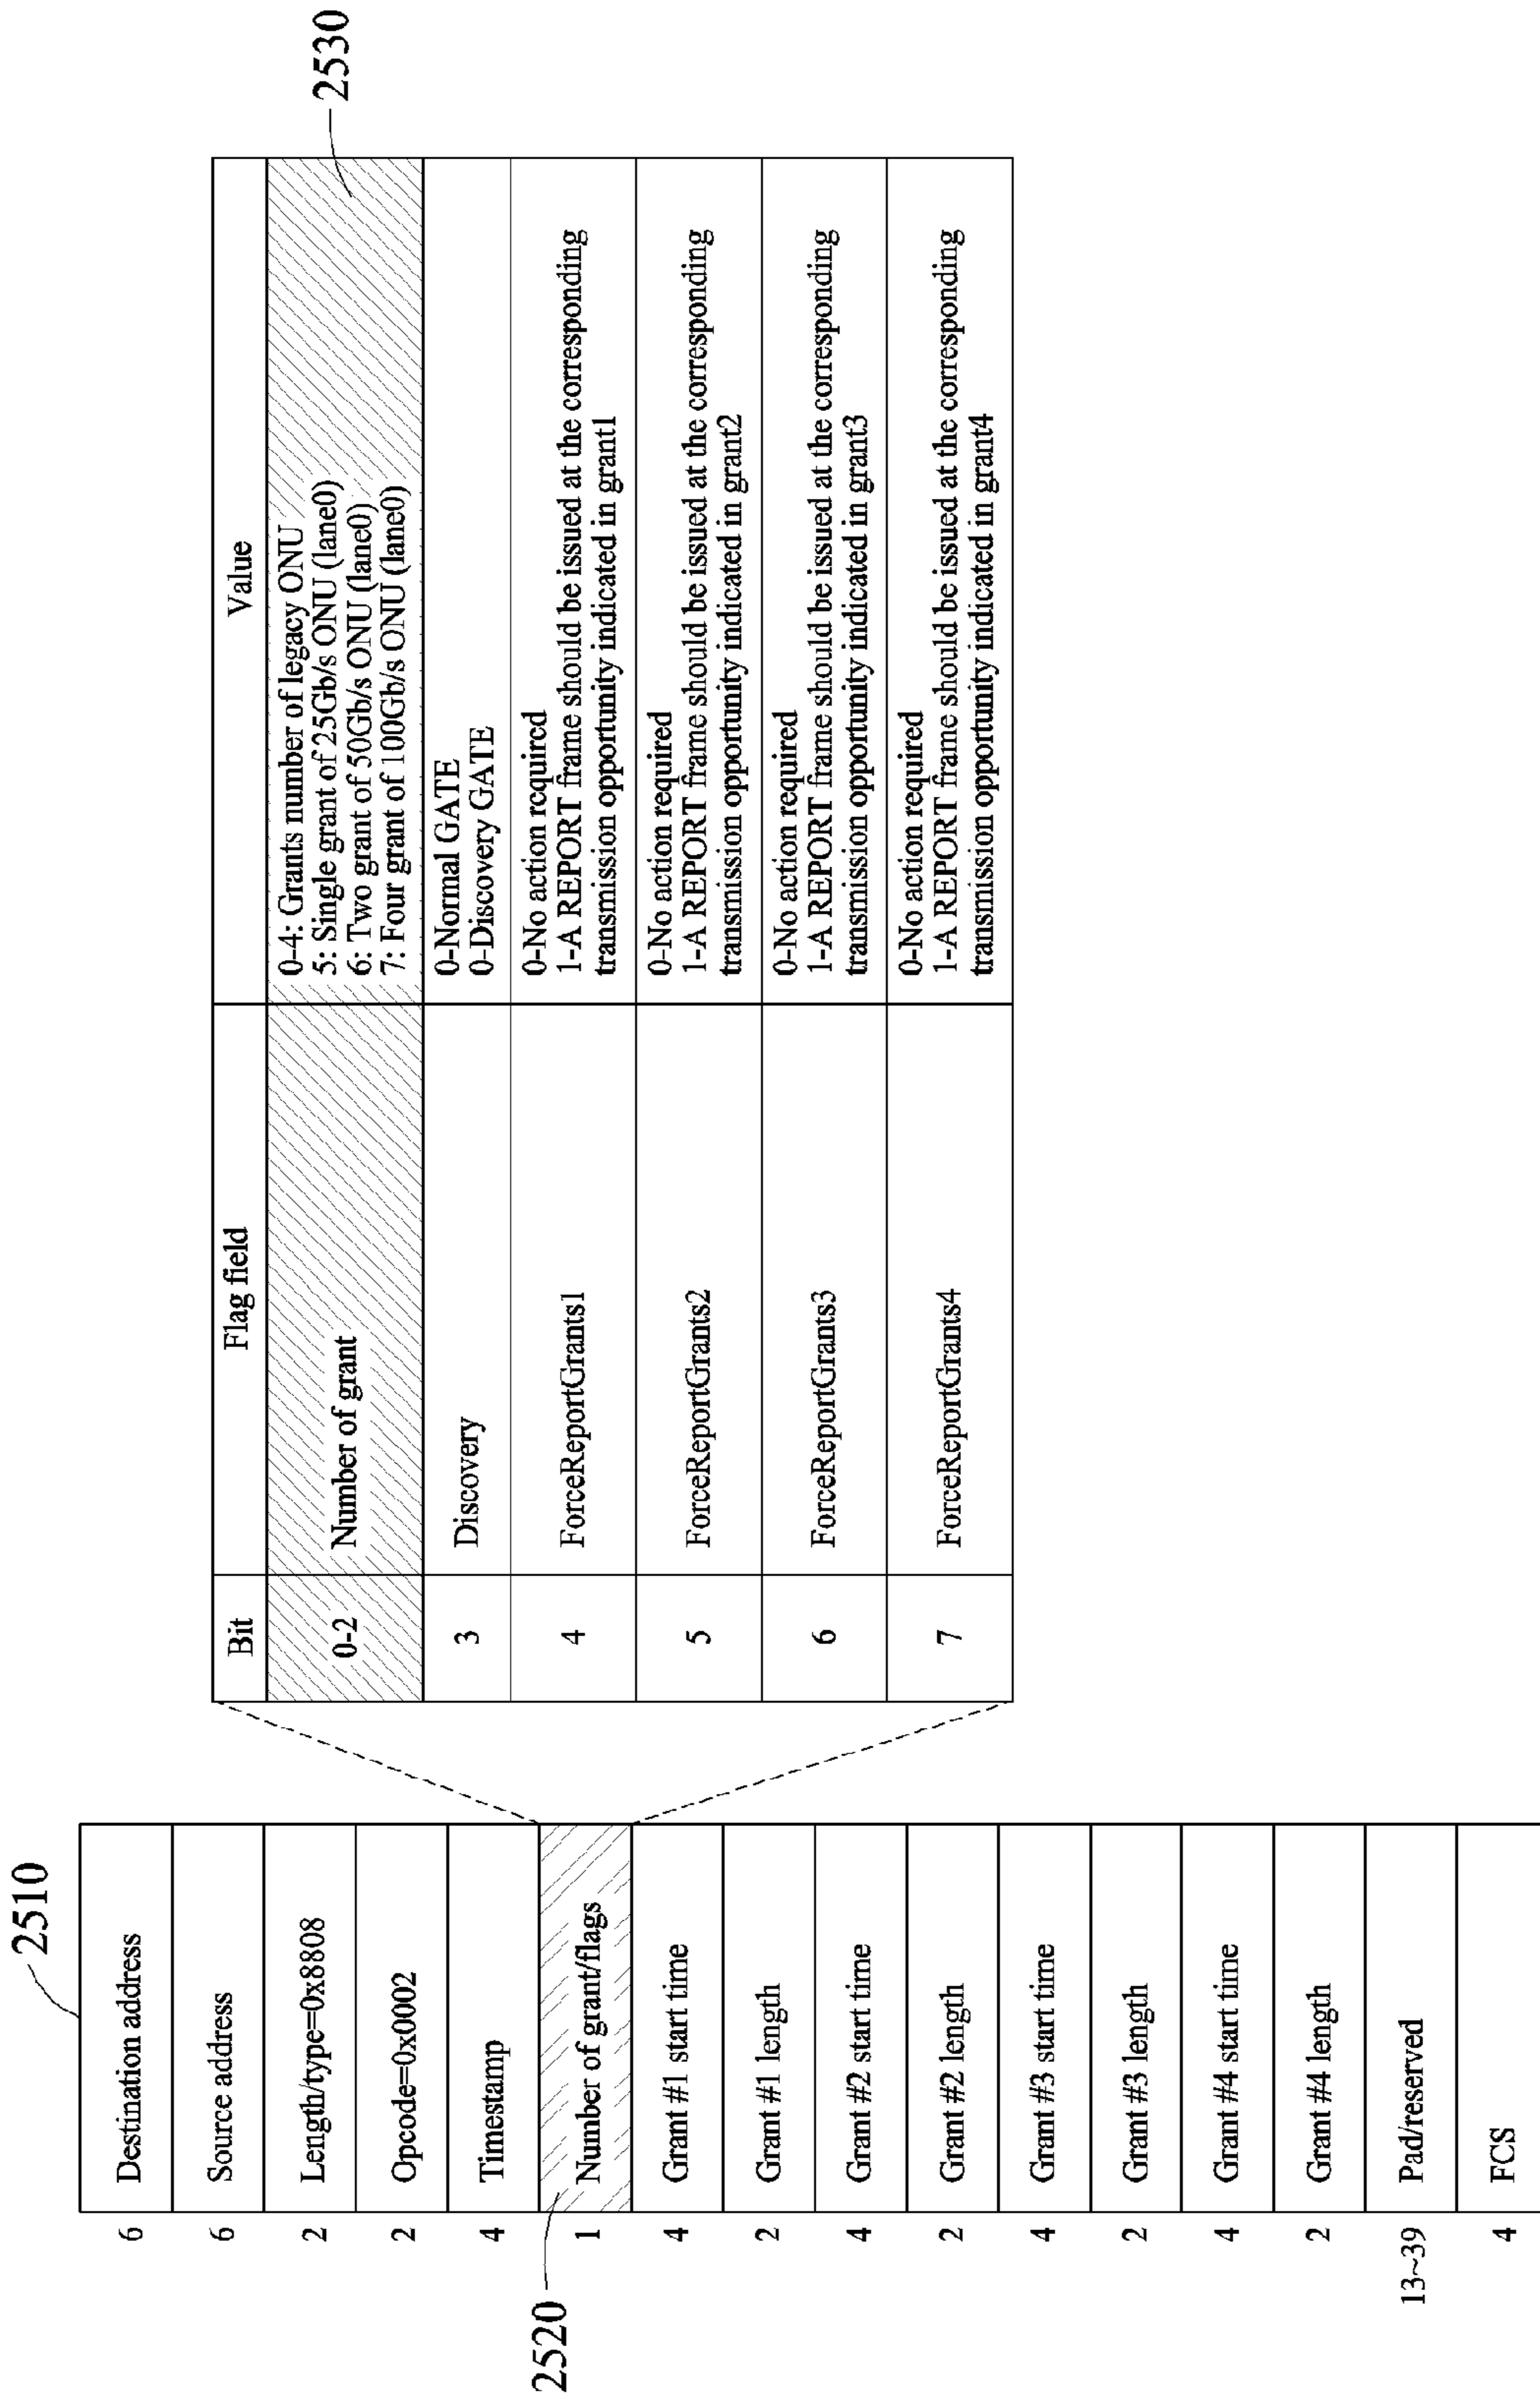 2510
6 Destination address
6 Source address
2 Length/type=0x8808
2 Opcode=0x0002
4 Timestamp
2520
1 Number of grant/flags
4 Grant #1 start time
2 Grant #1 length
4 Grant #2 start time
2 Grant #2 length
4 Grant #3 start time
2 Grant #3 length
4 Grant #4 start time
2 Grant #4 length
13~39 Pad/reserved
4 FCS
Bit Flag field Value
2530
0-2 Number of grant
0-4: Grants number of legacy ONU
5: Single grant of 25Gb/s ONU (lane0)
6: Two grant of 50Gb/s ONU (lane0)
7: Four grant of 100Gb/s ONU (lane0)
3 Discovery
0-Normal GATE
0-Discovery GATE
4 ForceReportGrants1
0-No action required
1-A REPORT frame should be issued at the corresponding
transmission opportunity indicated in grant1
5 ForceReportGrants2
0-No action required
1-A REPORT frame should be issued at the corresponding
transmission opportunity indicated in grant2
6 ForceReportGrants3
0-No action required
1-A REPORT frame should be issued at the corresponding
transmission opportunity indicated in grant3
7 ForceReportGrants4
0-No action required
1-A REPORT frame should be issued at the corresponding
transmission opportunity indicated in grant4